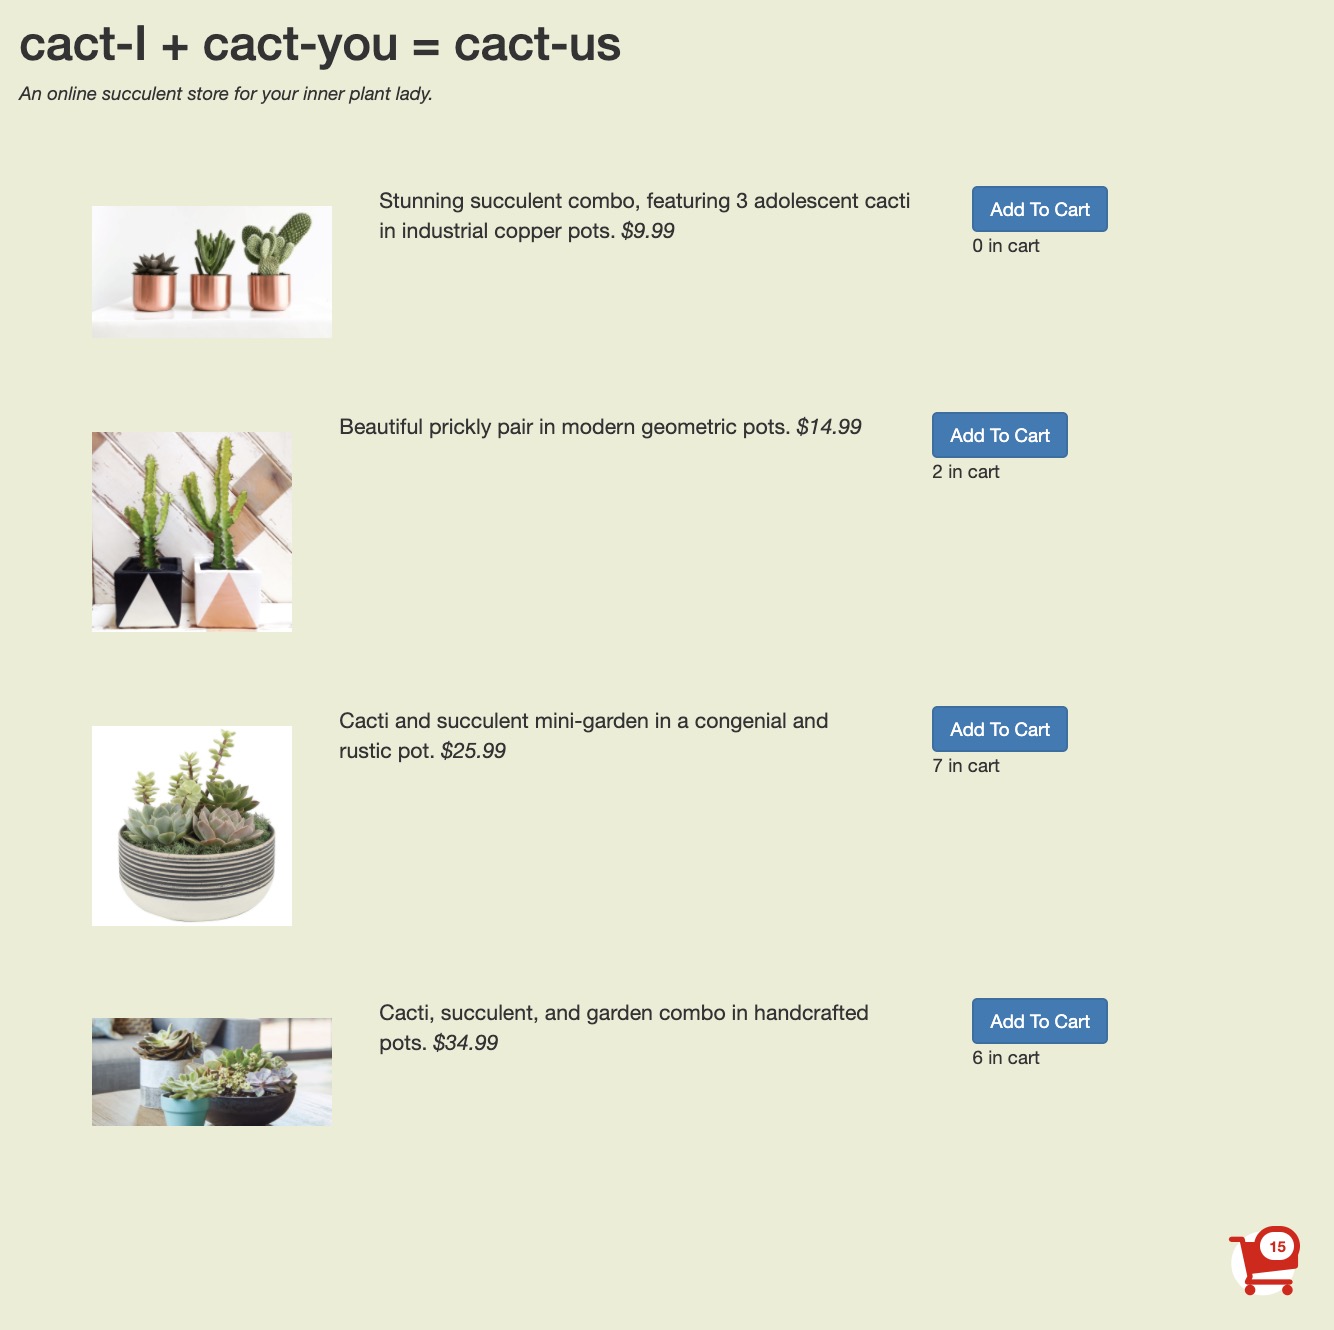 cact-I + cact-you = cact-us
An online succulent store for your inner plant lady.
Stunning succulent combo, featuring 3 adolescent cacti
in industrial copper pots. $9.99
Add To Cart
0 in cart
Beautiful prickly pair in modern geometric pots. $14.99
Add To Cart
2 in cart
Cacti and succulent mini-garden in a congenial and
rustic pot. $25.99
Add To Cart
7 in cart
Cacti, succulent, and garden combo in handcrafted
pots. $34.99
Add To Cart
6 in cart
15